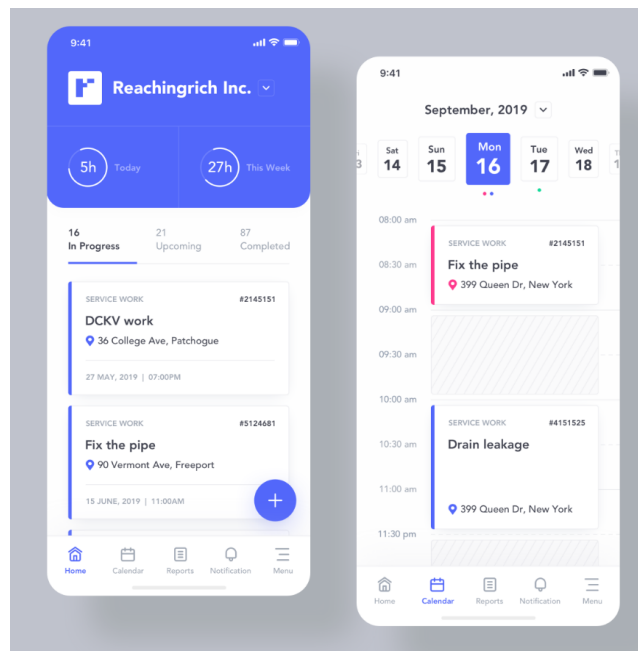 9:41
Reachingrich Inc.
5h Today
27h This Week
16 21 87
In Progress Upcoming Completed
SERVICE WORK #2145151
DCKV work
36 College Ave, Patchogue
27 MAY, 2019 | 07:00PM
SERVICE WORK #5124681
Fix the pipe
90 Vermont Ave, Freeport
15 JUNE, 2019 | 11:00AM
+
Home Calendar Reports Notification Menu
9:41
September, 2019
Sat Sun Mon Tue Wed
3 14 15 16 17 18 1
08:00 am
SERVICE WORK #2145151
08:30 am
Fix the pipe
399 Queen Dr, New York
09:00 am
09:30 am
10:00 am
SERVICE WORK #4151525
10:30 am
Drain leakage
11:00 am
399 Queen Dr, New York
11:30 pm
Home Calendar Reports Notification Menu